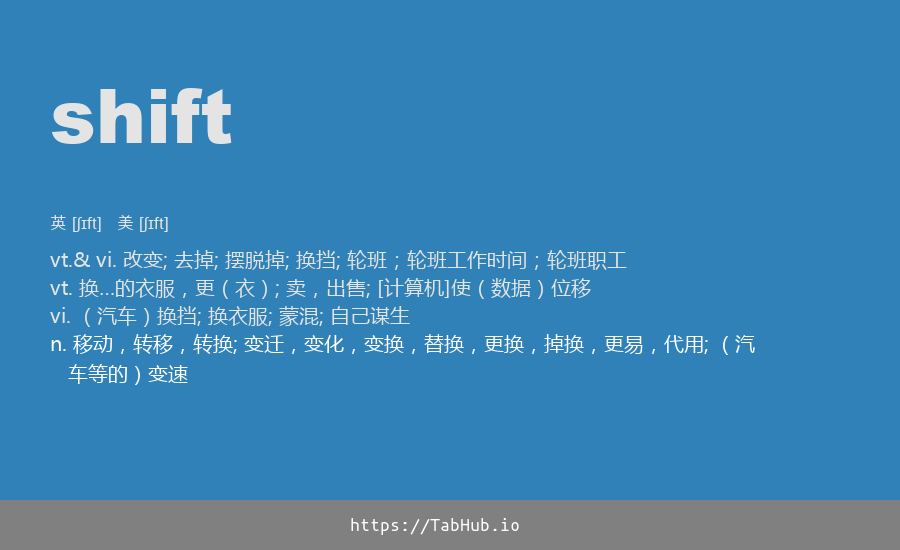 shift
英 [ʃɪft] 美 [ʃɪft]
vt.& vi. 改变; 去掉; 摆脱掉; 换挡; 轮班；轮班工作时间；轮班职工
vt. 换...的衣服，更（衣）; 卖，出售; [计算机]使（数据）位移
vi. （汽车）换挡; 换衣服; 蒙混; 自己谋生
n. 移动，转移，转换; 变迁，变化，变换，替换，更换，掉换，更易，代用; （汽
车等的）变速
https://TabHub.io